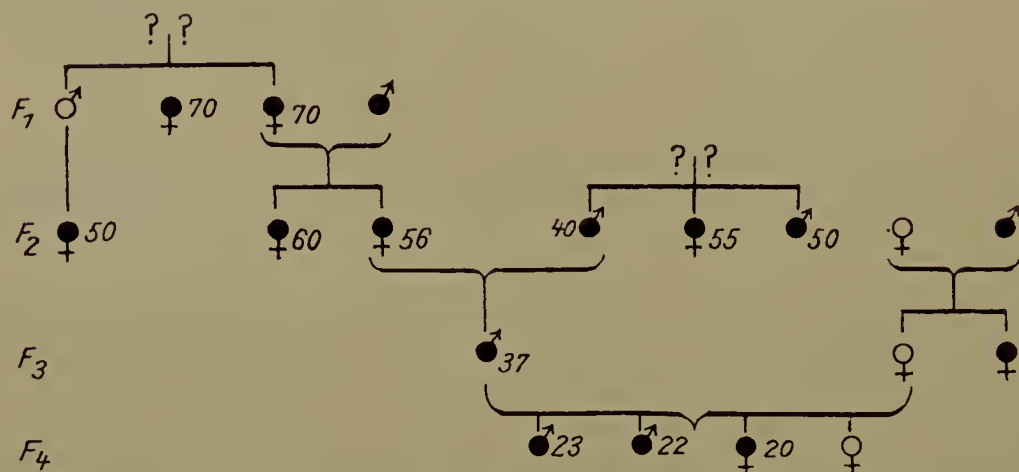 ? ?
F₁ ♂ ♀ 70 ♀ 70 ♂
? ?
F₂ ♀ 50 ♀ 60 ♀ 56 40 ♂ ♀ 55 ♂ 50 ♀ ♂
F₃ ♂ 37 ♀ ♀
F₄ ♂ 23 ♂ 22 ♀ 20 ♀